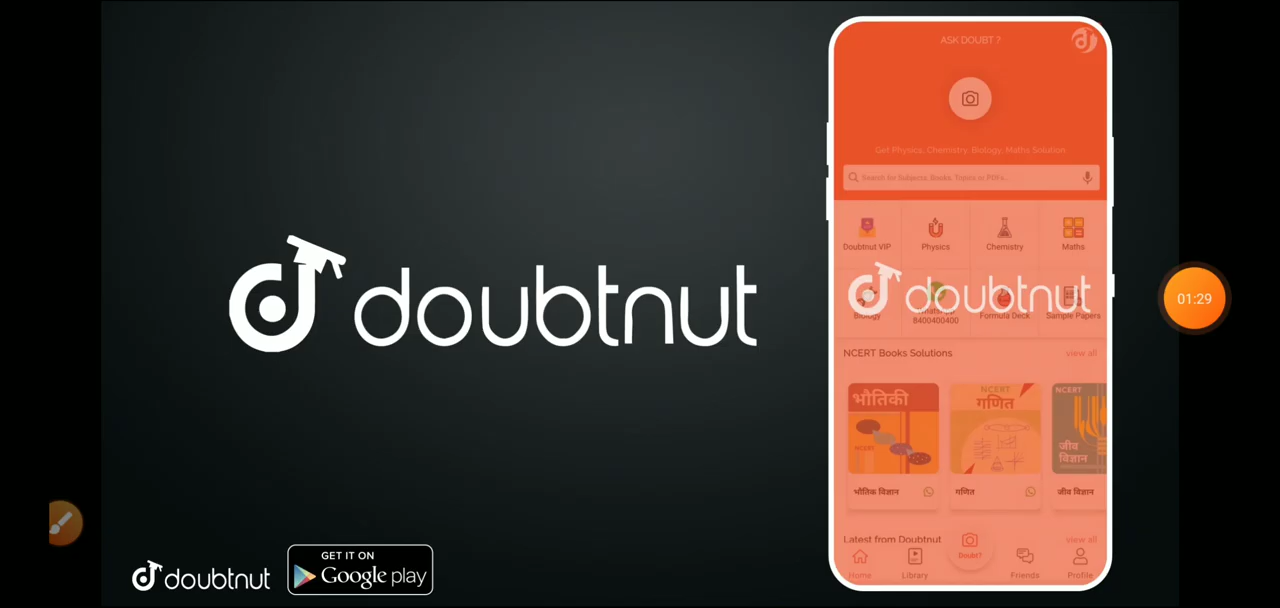 doubtnut
doubtnut
GET IT ON
Google play
ASK DOUBT ?
Get Physics, Chemistry, Biology, Maths Solution.
Search for Subjects, Books, Topics or PDFs...
Doubtnut VIP
Physics
Chemistry
Maths
doubtnut
Biology
8400400400
Formula Deck
Sample Papers
NCERT Books Solutions
view all
भौतिकी
NCERT
NCERT
गणित
NCERT
जीव
विज्ञान
भौतिक विज्ञान
गणित
जीव विज्ञान
Latest from Doubtnut
view all
Doubt?
Home
Library
Friends
Profile
01:29